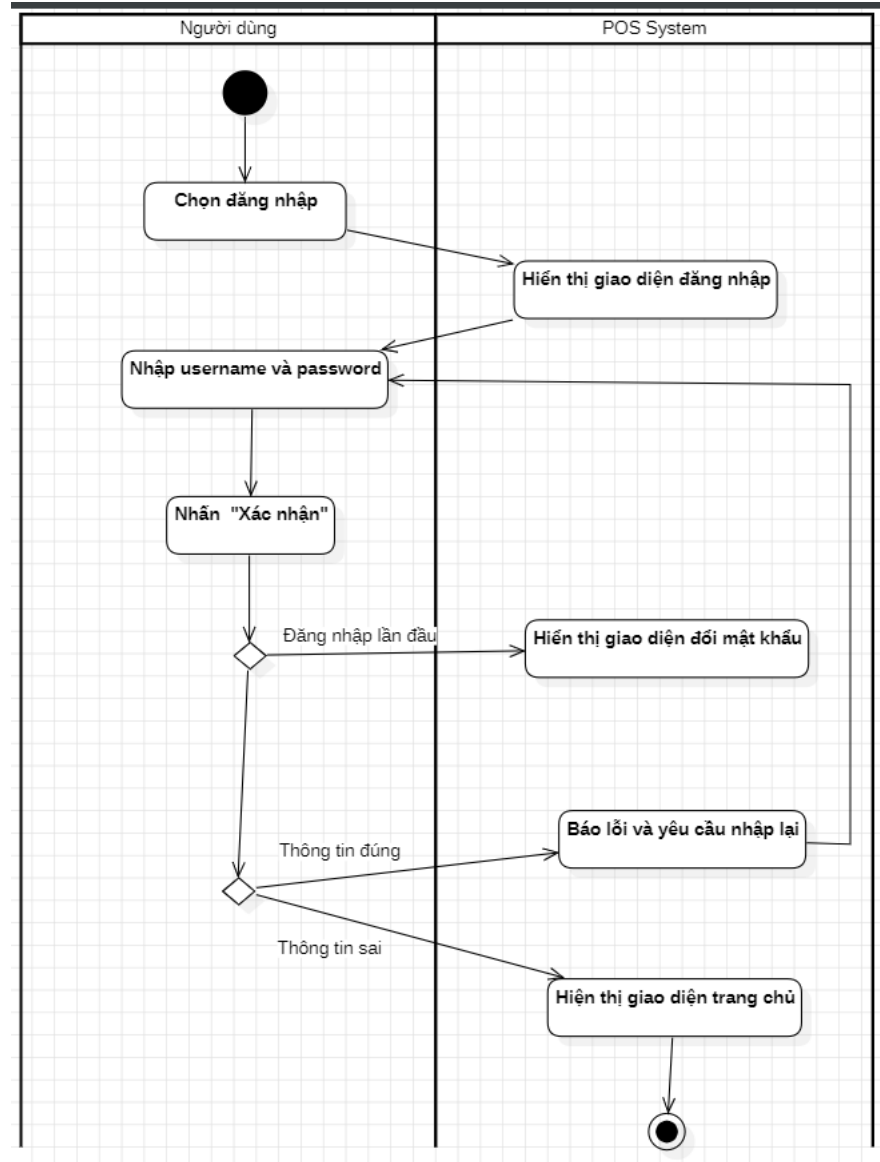 Người dùng
POS System
Chọn đăng nhập
Hiển thị giao diện đăng nhập
Nhập username và password
Nhấn  "Xác nhận"
Đăng nhập lần đầu
Hiển thị giao diện đổi mật khẩu
Báo lỗi và yêu cầu nhập lại
Thông tin đúng
Thông tin sai
Hiện thị giao diện trang chủ